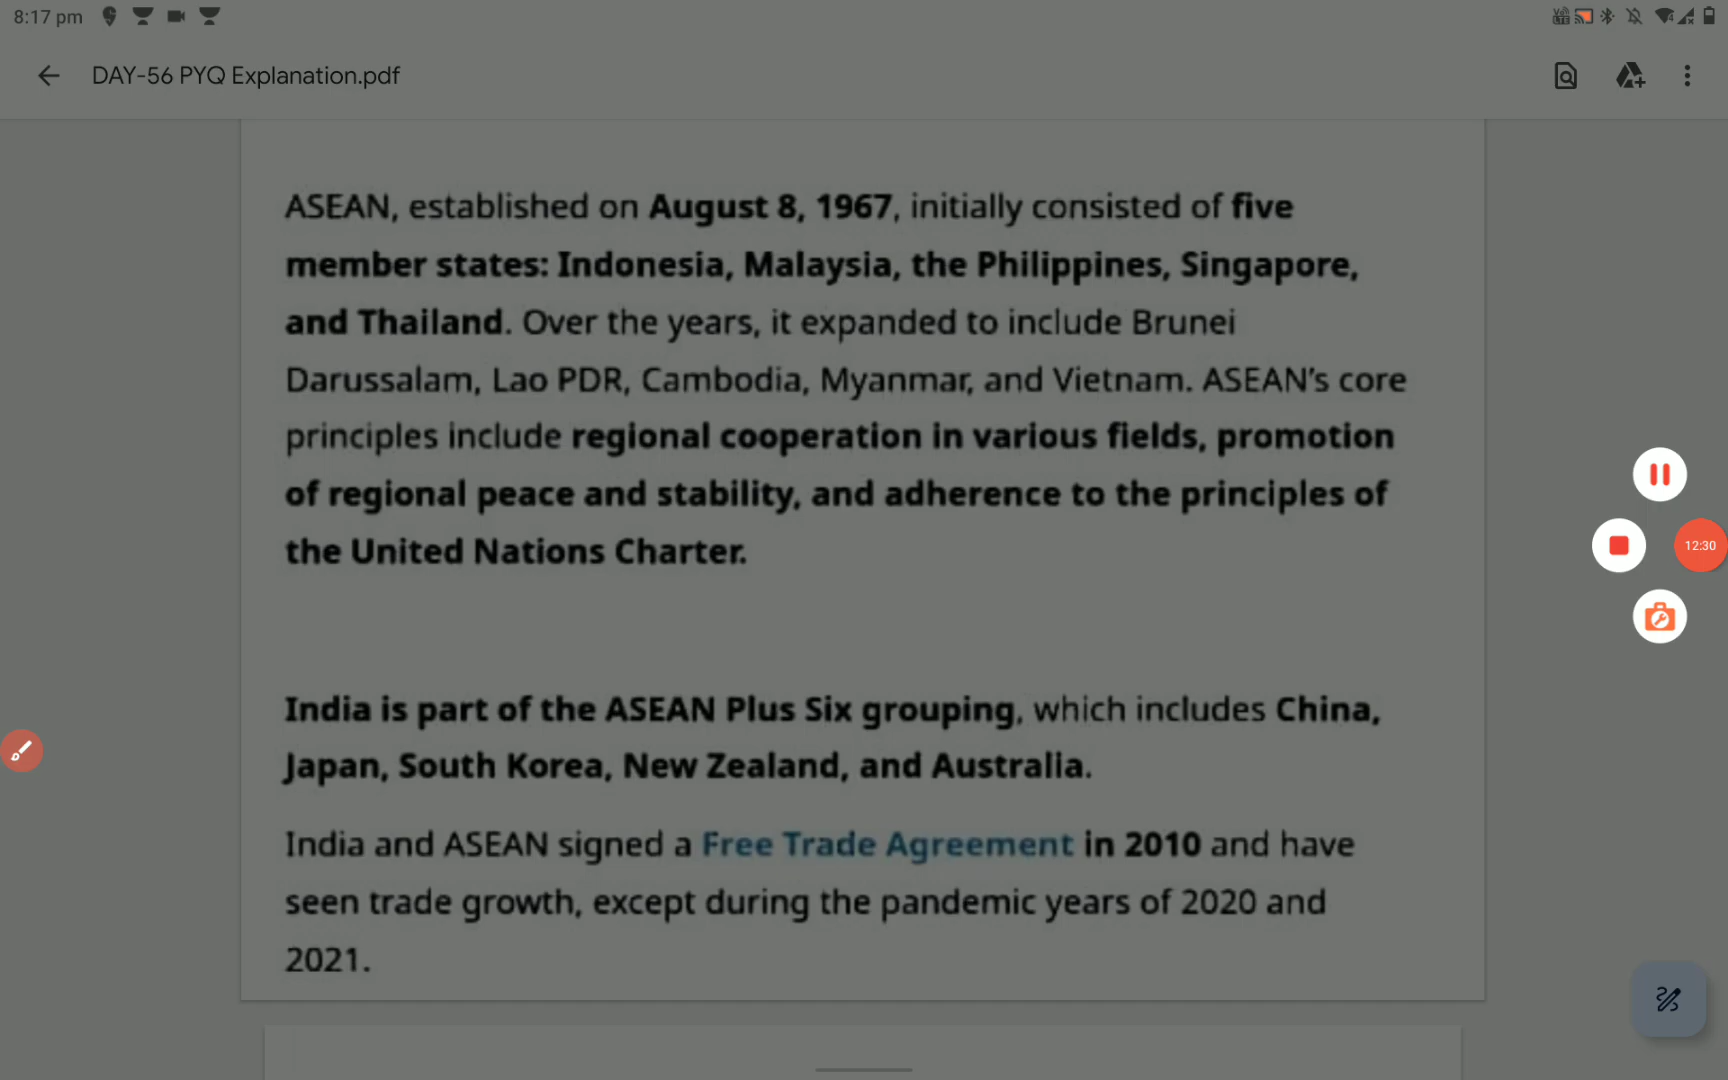 8:17 pm
DAY-56 PYQ Explanation.pdf
ASEAN, established on August 8, 1967, initially consisted of five
member states: Indonesia, Malaysia, the Philippines, Singapore,
and Thailand. Over the years, it expanded to include Brunei
Darussalam, Lao PDR, Cambodia, Myanmar, and Vietnam. ASEAN's core
principles include regional cooperation in various fields, promotion
of regional peace and stability, and adherence to the principles of
the United Nations Charter.
12:30
India is part of the ASEAN Plus Six grouping, which includes China,
Japan, South Korea, New Zealand, and Australia.
India and ASEAN signed a Free Trade Agreement in 2010 and have
seen trade growth, except during the pandemic years of 2020 and
2021.